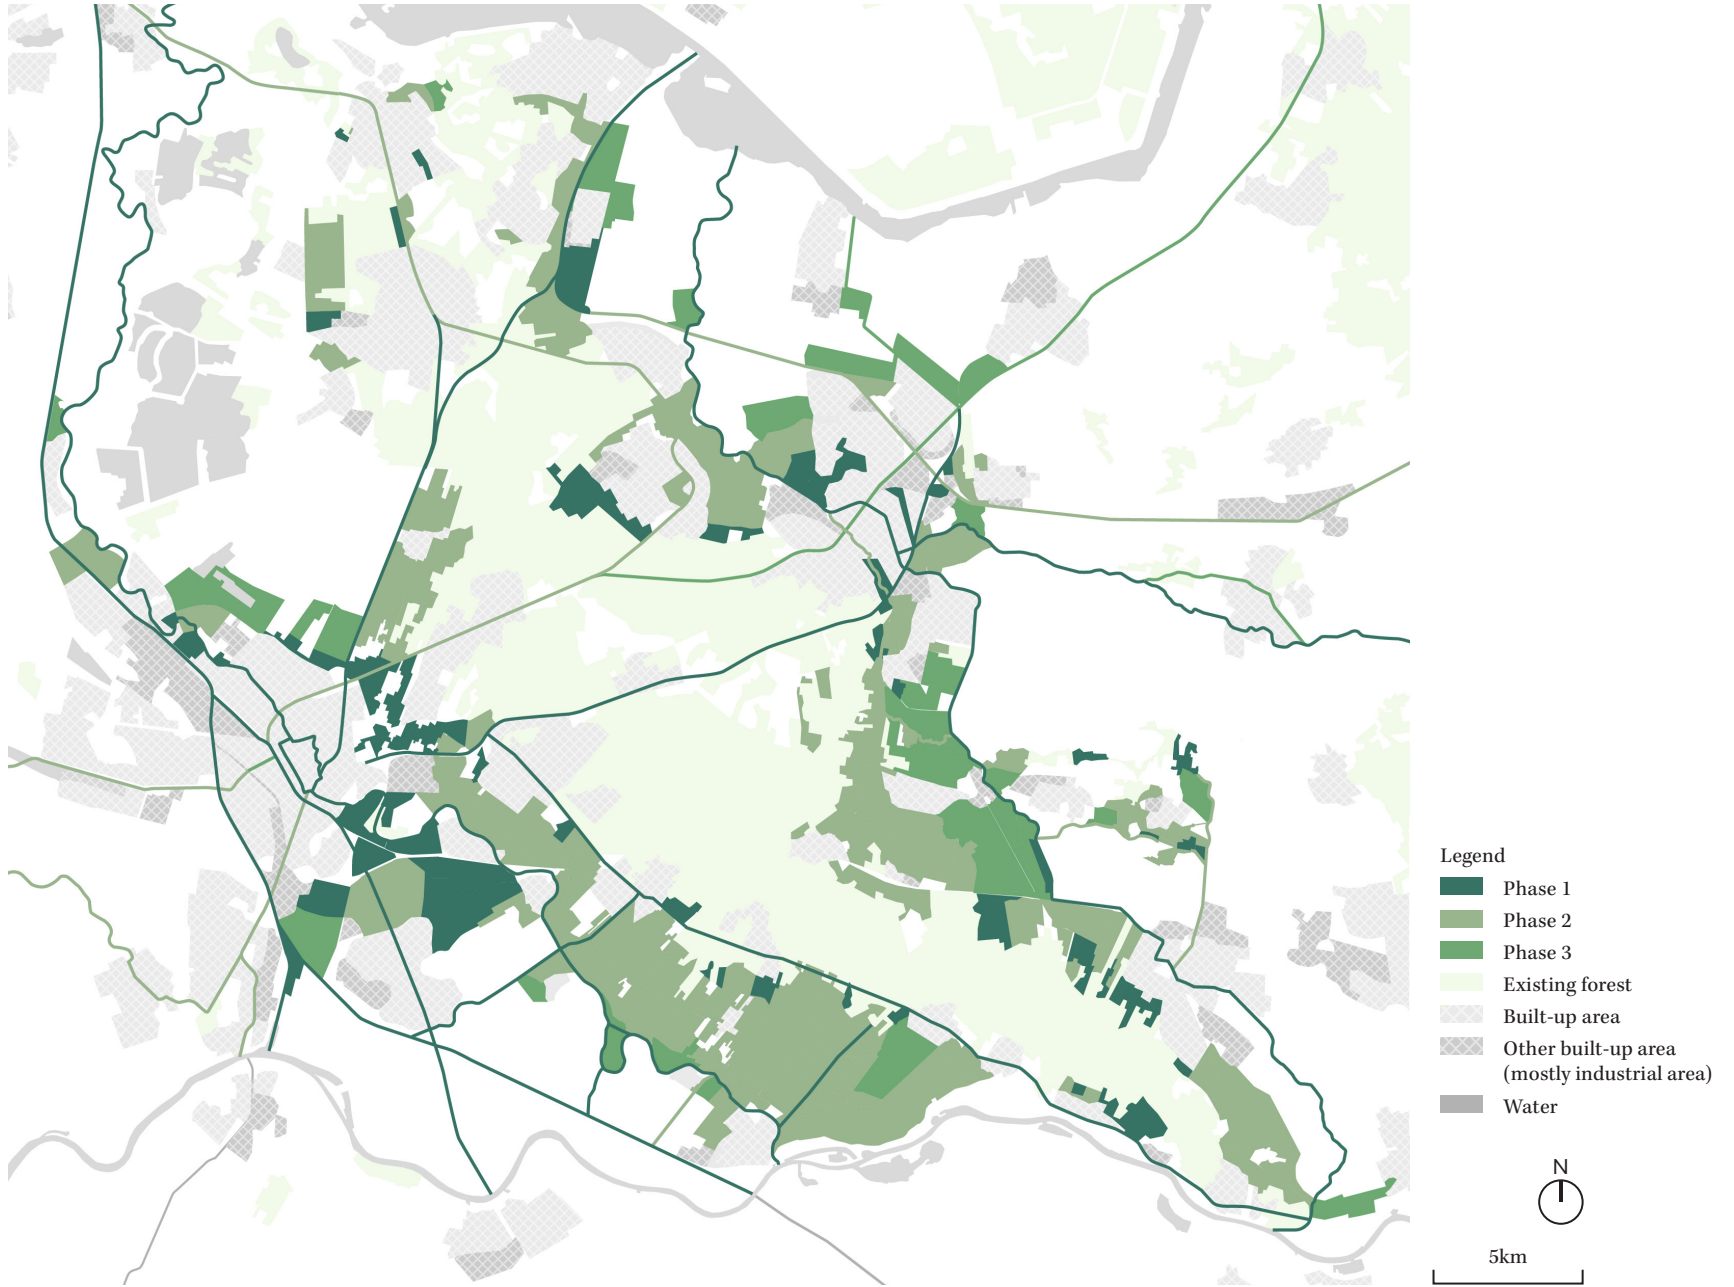 Legend
Phase 1
Phase 2
Phase 3
Existing forest
Built-up area
Other built-up area
(mostly industrial area)
Water
N
5km